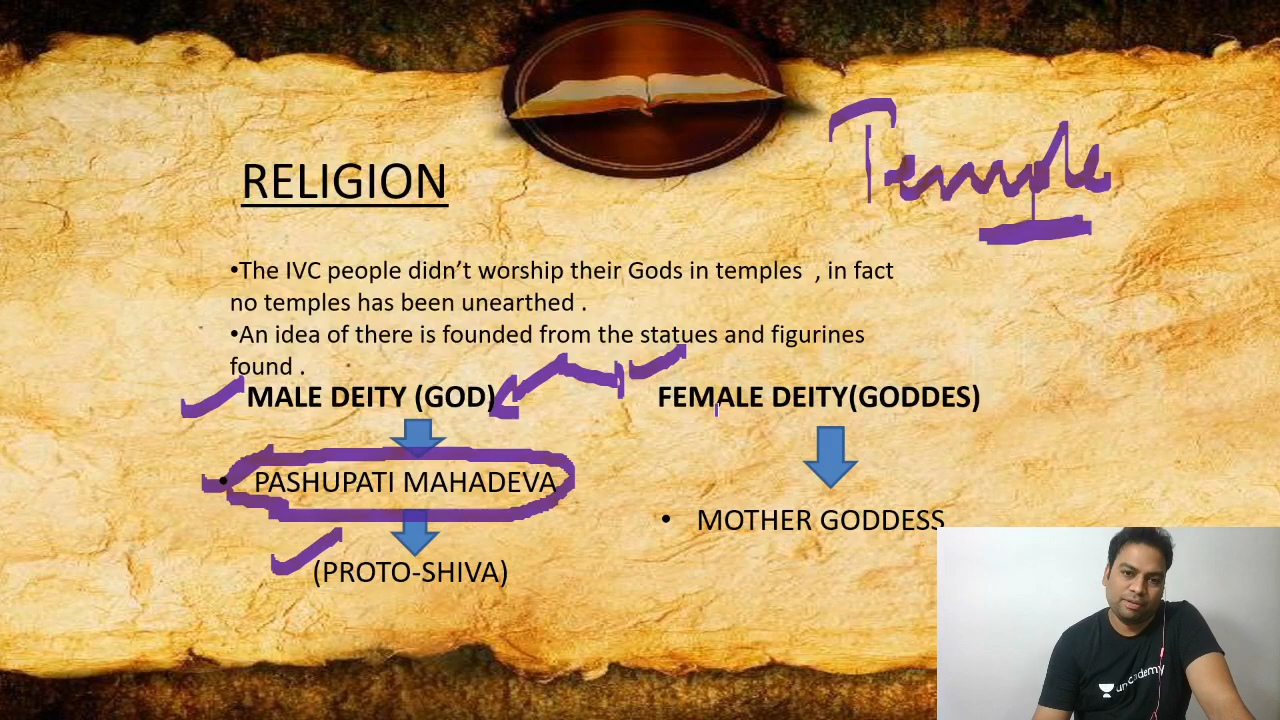 Temple
RELIGION
•The IVC people didn’t worship their Gods in temples , in fact
no temples has been unearthed .
•An idea of there is founded from the statues and figurines
found .
MALE DEITY (GOD)
FEMALE DEITY(GODDES)
• PASHUPATI MAHADEVA
• MOTHER GODDESS
(PROTO-SHIVA)
unacademy